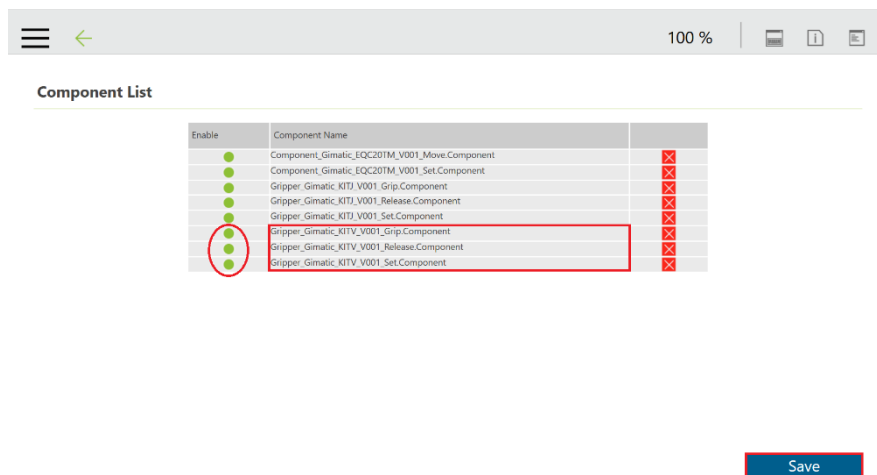 100 %
Component List
Enable Component Name
Component_Gimatic_EQC20TM_V001_Move.Component
Component_Gimatic_EQC20TM_V001_Set.Component
Gripper_Gimatic_KITJ_V001_Grip.Component
Gripper_Gimatic_KITJ_V001_Release.Component
Gripper_Gimatic_KITJ_V001_Set.Component
Gripper_Gimatic_KITV_V001_Grip.Component
Gripper_Gimatic_KITV_V001_Release.Component
Gripper_Gimatic_KITV_V001_Set.Component
Save